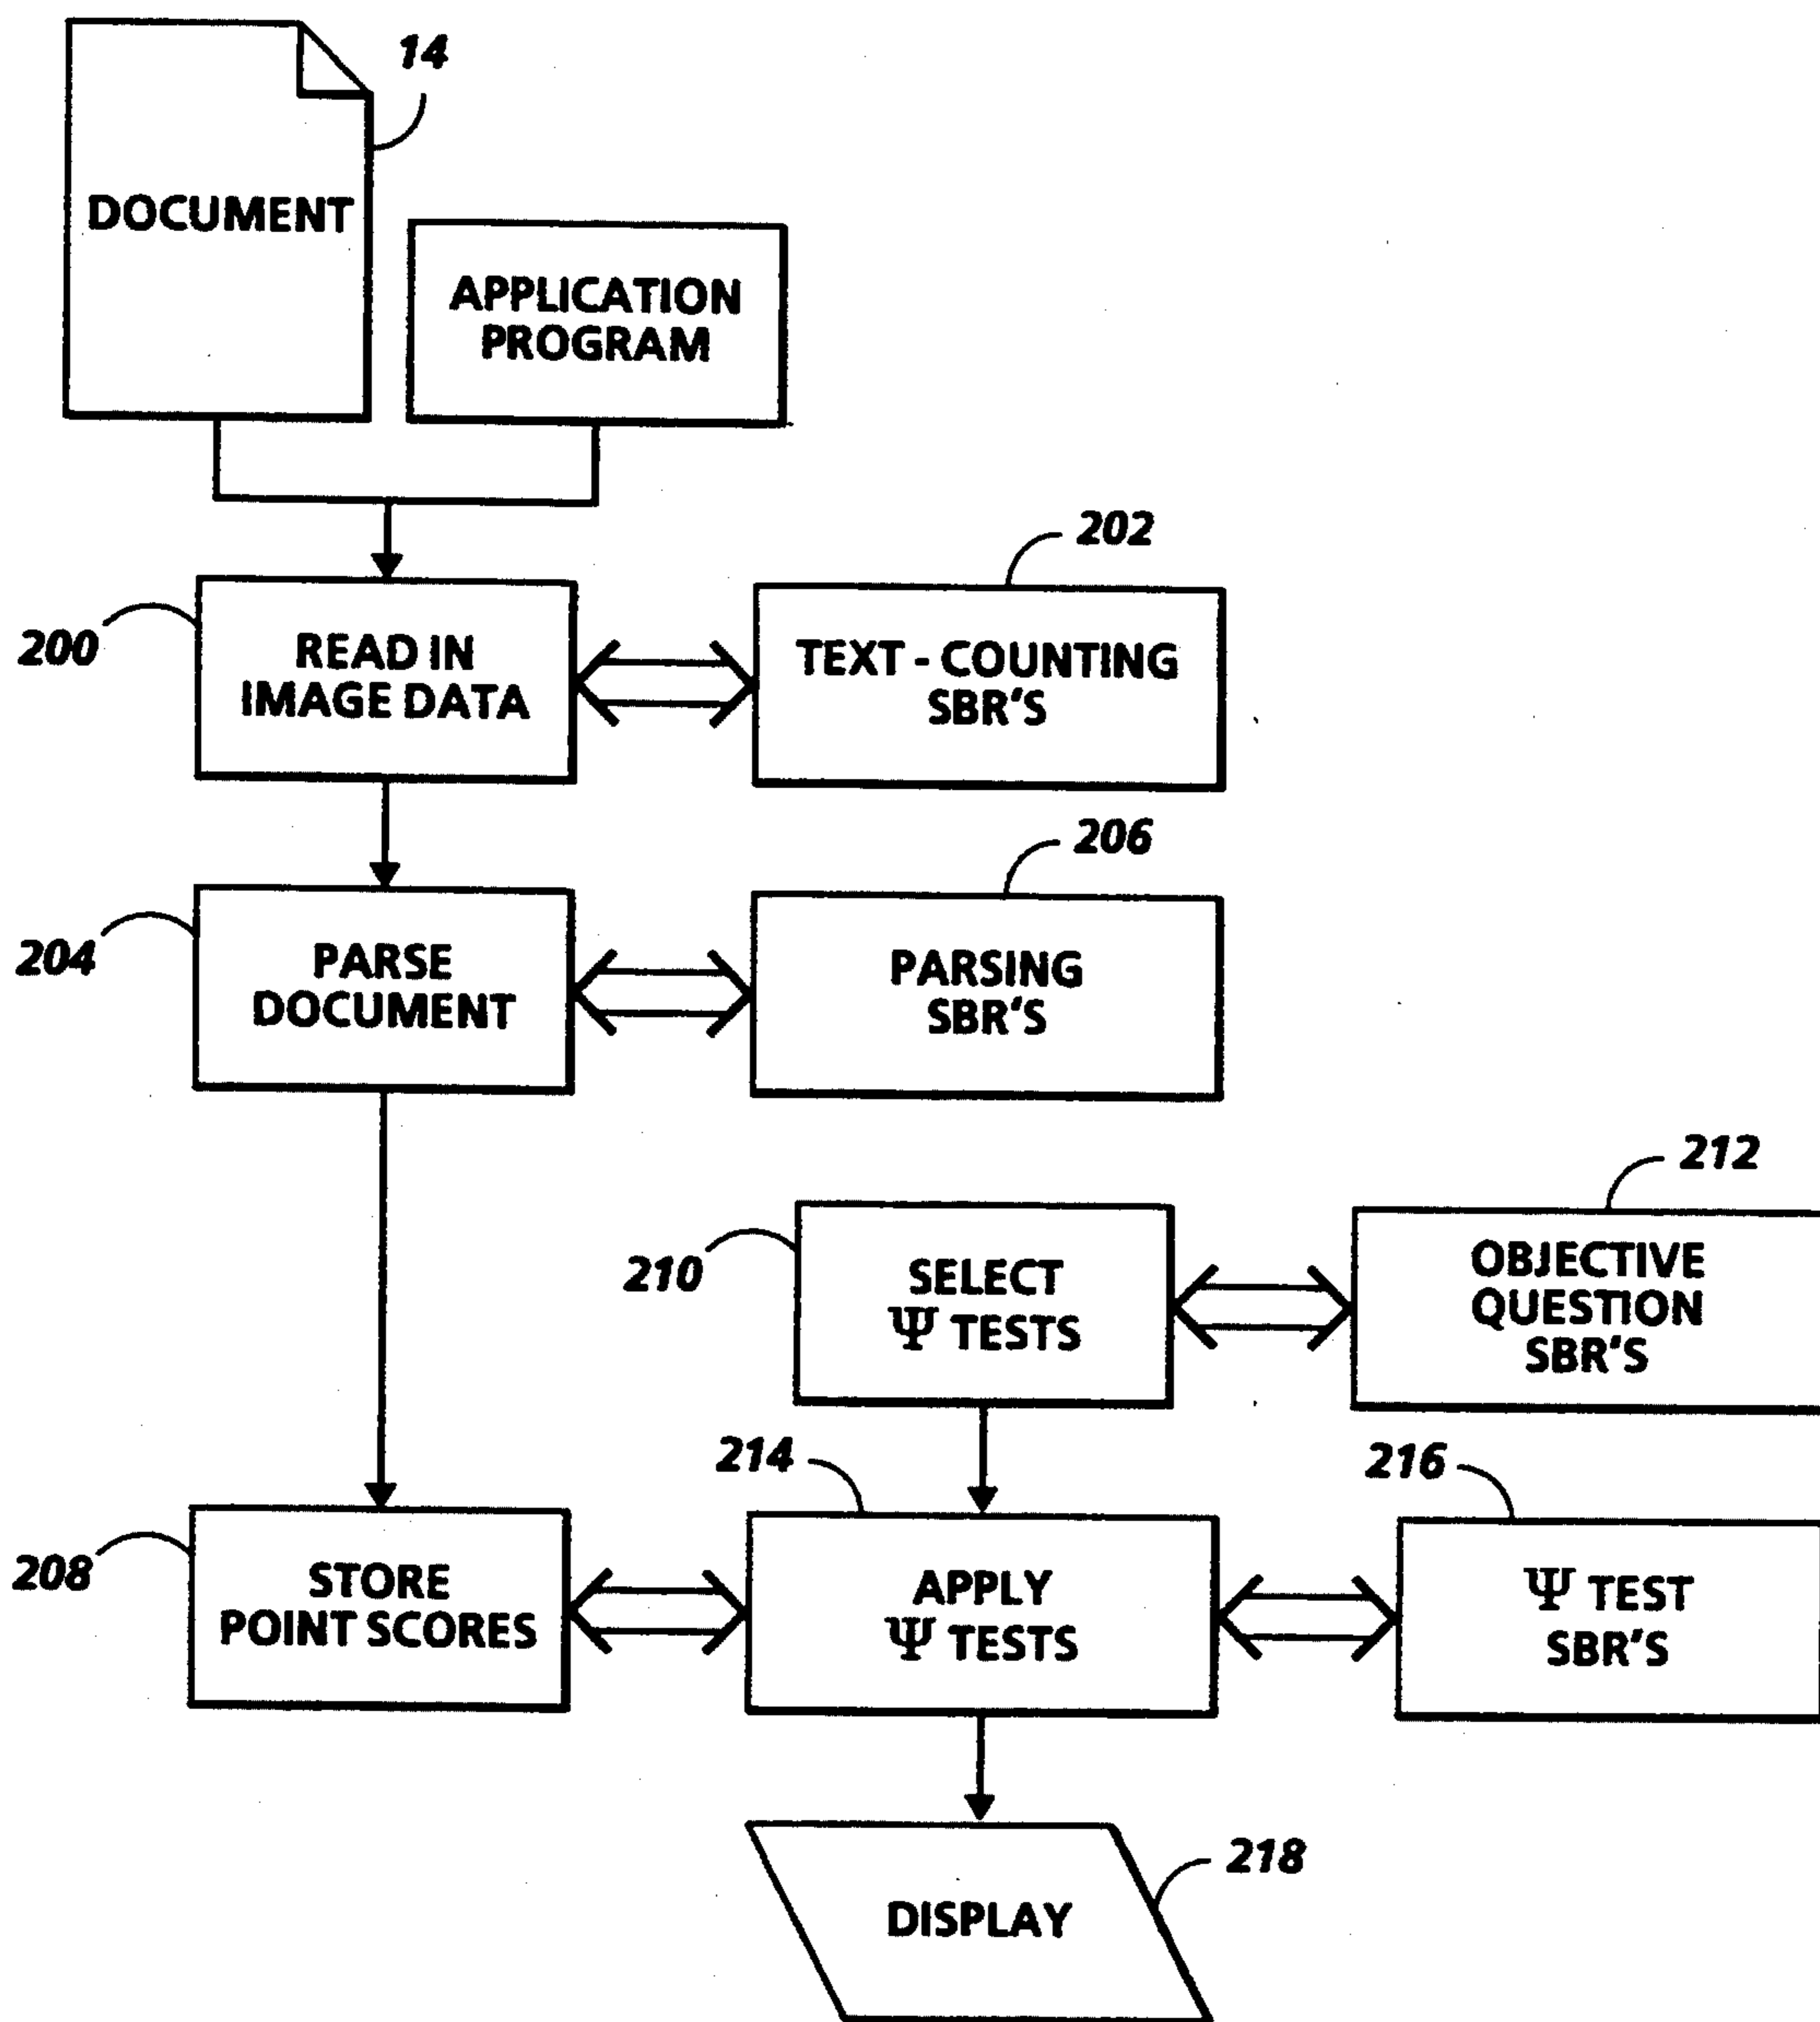 14
DOCUMENT
APPLICATION
PROGRAM
202
200
READ IN
IMAGE DATA
TEXT - COUNTING
SBR'S
206
204
PARSE
DOCUMENT
PARSING
SBR'S
212
210
SELECT
Ψ TESTS
OBJECTIVE
QUESTION
SBR'S
214
216
208
STORE
POINT SCORES
APPLY
Ψ TESTS
Ψ TEST
SBR'S
218
DISPLAY